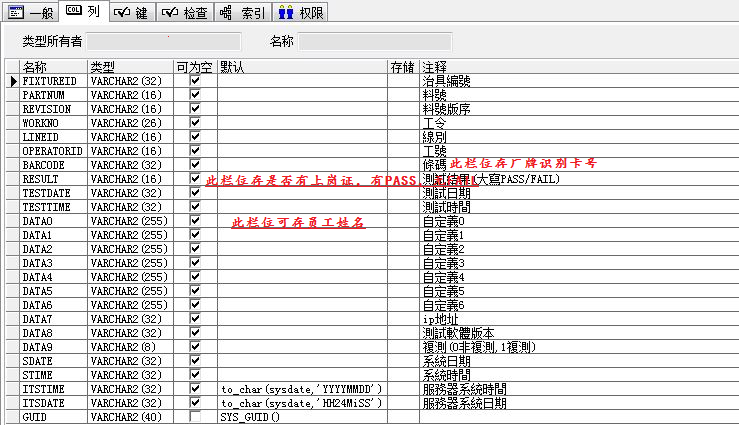 一般 列 键 检查 索引 权限
类型所有者 名称
名称 类型 可为空 默认 存储 注释
FIXTUREID VARCHAR2(32) 治具編號
PARTNUM VARCHAR2(16) 料號
REVISION VARCHAR2(16) 料號版序
WORKNO VARCHAR2(26) 工令
LINEID VARCHAR2(16) 線別
OPERATORID VARCHAR2(16) 工號
BARCODE VARCHAR2(32) 條碼 此栏位存厂牌识别卡号
RESULT VARCHAR2(16) 此栏位存是否有上岗证，有PASS 測試結果(大寫PASS/FAIL)
TESTDATE VARCHAR2(32) 測試日期
TESTTIME VARCHAR2(32) 測試時間
DATA0 VARCHAR2(255) 此栏位可存员工姓名 自定義0
DATA1 VARCHAR2(255) 自定義1
DATA2 VARCHAR2(255) 自定義2
DATA3 VARCHAR2(255) 自定義3
DATA4 VARCHAR2(255) 自定義4
DATA5 VARCHAR2(255) 自定義5
DATA6 VARCHAR2(255) 自定義6
DATA7 VARCHAR2(32) ip地址
DATA8 VARCHAR2(32) 測試軟體版本
DATA9 VARCHAR2(8) 複測(0非複測,1複測)
SDATE VARCHAR2(32) 系統日期
STIME VARCHAR2(32) 系統時間
ITSTIME VARCHAR2(32) to_char(sysdate,'YYYYMMDD') 服務器系統時間
ITSDATE VARCHAR2(32) to_char(sysdate,'HH24MiSS') 服務器系統日期
GUID VARCHAR2(40) SYS_GUID()